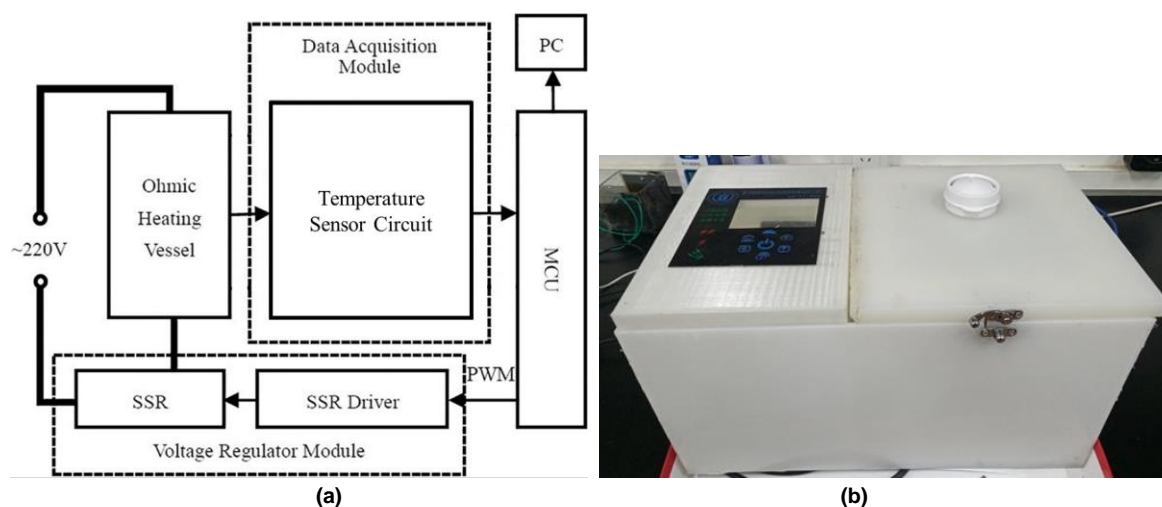 Data Acquisition
Module
PC
Ohmic
Heating
Vessel
Temperature
Sensor Circuit
MCU
~220V
PWM
SSR
SSR Driver
Voltage Regulator Module
(a)
(b)